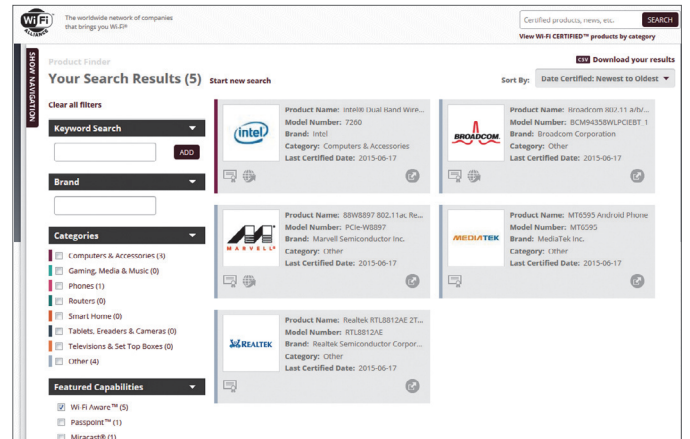 Wi Fi
ALLIANCE
The worldwide network of companies
that brings you Wi-Fi®
Certified products, news, etc.
SEARCH
View Wi-Fi CERTIFIED™ products by category
SHOW NAVIGATION
Product Finder
CSV Download your results
Your Search Results (5) Start new search
Sort By: Date Certified: Newest to Oldest
Clear all filters
Keyword Search
ADD
Brand
Categories
Computers & Accessories (3)
Gaming, Media & Music (0)
Phones (1)
Routers (0)
Smart Home (0)
Tablets, Ereaders & Cameras (0)
Televisions & Set Top Boxes (0)
Other (4)
Featured Capabilities
Wi-Fi Aware™ (5)
Passpoint™ (1)
Miracast® (1)
intel
Product Name: Intel® Dual Band Wire...
Model Number: 7260
Brand: Intel
Category: Computers & Accessories
Last Certified Date: 2015-06-17
BROADCOM.
Product Name: Broadcom 802.11 a/b/...
Model Number: BCM94358WLPCIEBT_1
Brand: Broadcom Corporation
Category: Other
Last Certified Date: 2015-06-17
MARVELL®
Product Name: 88W8897 802.11ac Re...
Model Number: PCIe-W8897
Brand: Marvell Semiconductor Inc.
Category: Other
Last Certified Date: 2015-06-17
MEDIATEK
Product Name: MT6595 Android Phone
Model Number: MT6595
Brand: MediaTek Inc.
Category: Other
Last Certified Date: 2015-06-17
REALTEK
Product Name: Realtek RTL8812AE 2T...
Model Number: RTL8812AE
Brand: Realtek Semiconductor Corpor...
Category: Other
Last Certified Date: 2015-06-17